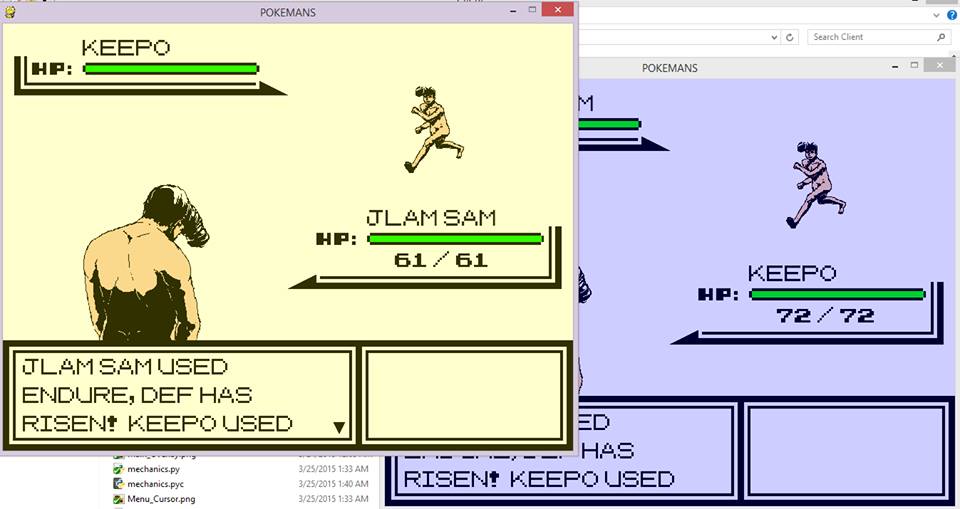 POKEMANS
KEEPO
HP:
JLAM SAM
HP:
61/61
JLAM SAM USED
ENDURE, DEF HAS
RISEN! KEEPO USED
Search Client
POKEMANS
M
KEEPO
HP:
72/72
ED
DEF HAS
RISEN! KEEPO USED
mechanics.py 3/25/2015 1:33 AM
mechanics.pyc 3/25/2015 1:40 AM
Menu_Cursor.png 3/25/2015 1:33 AM